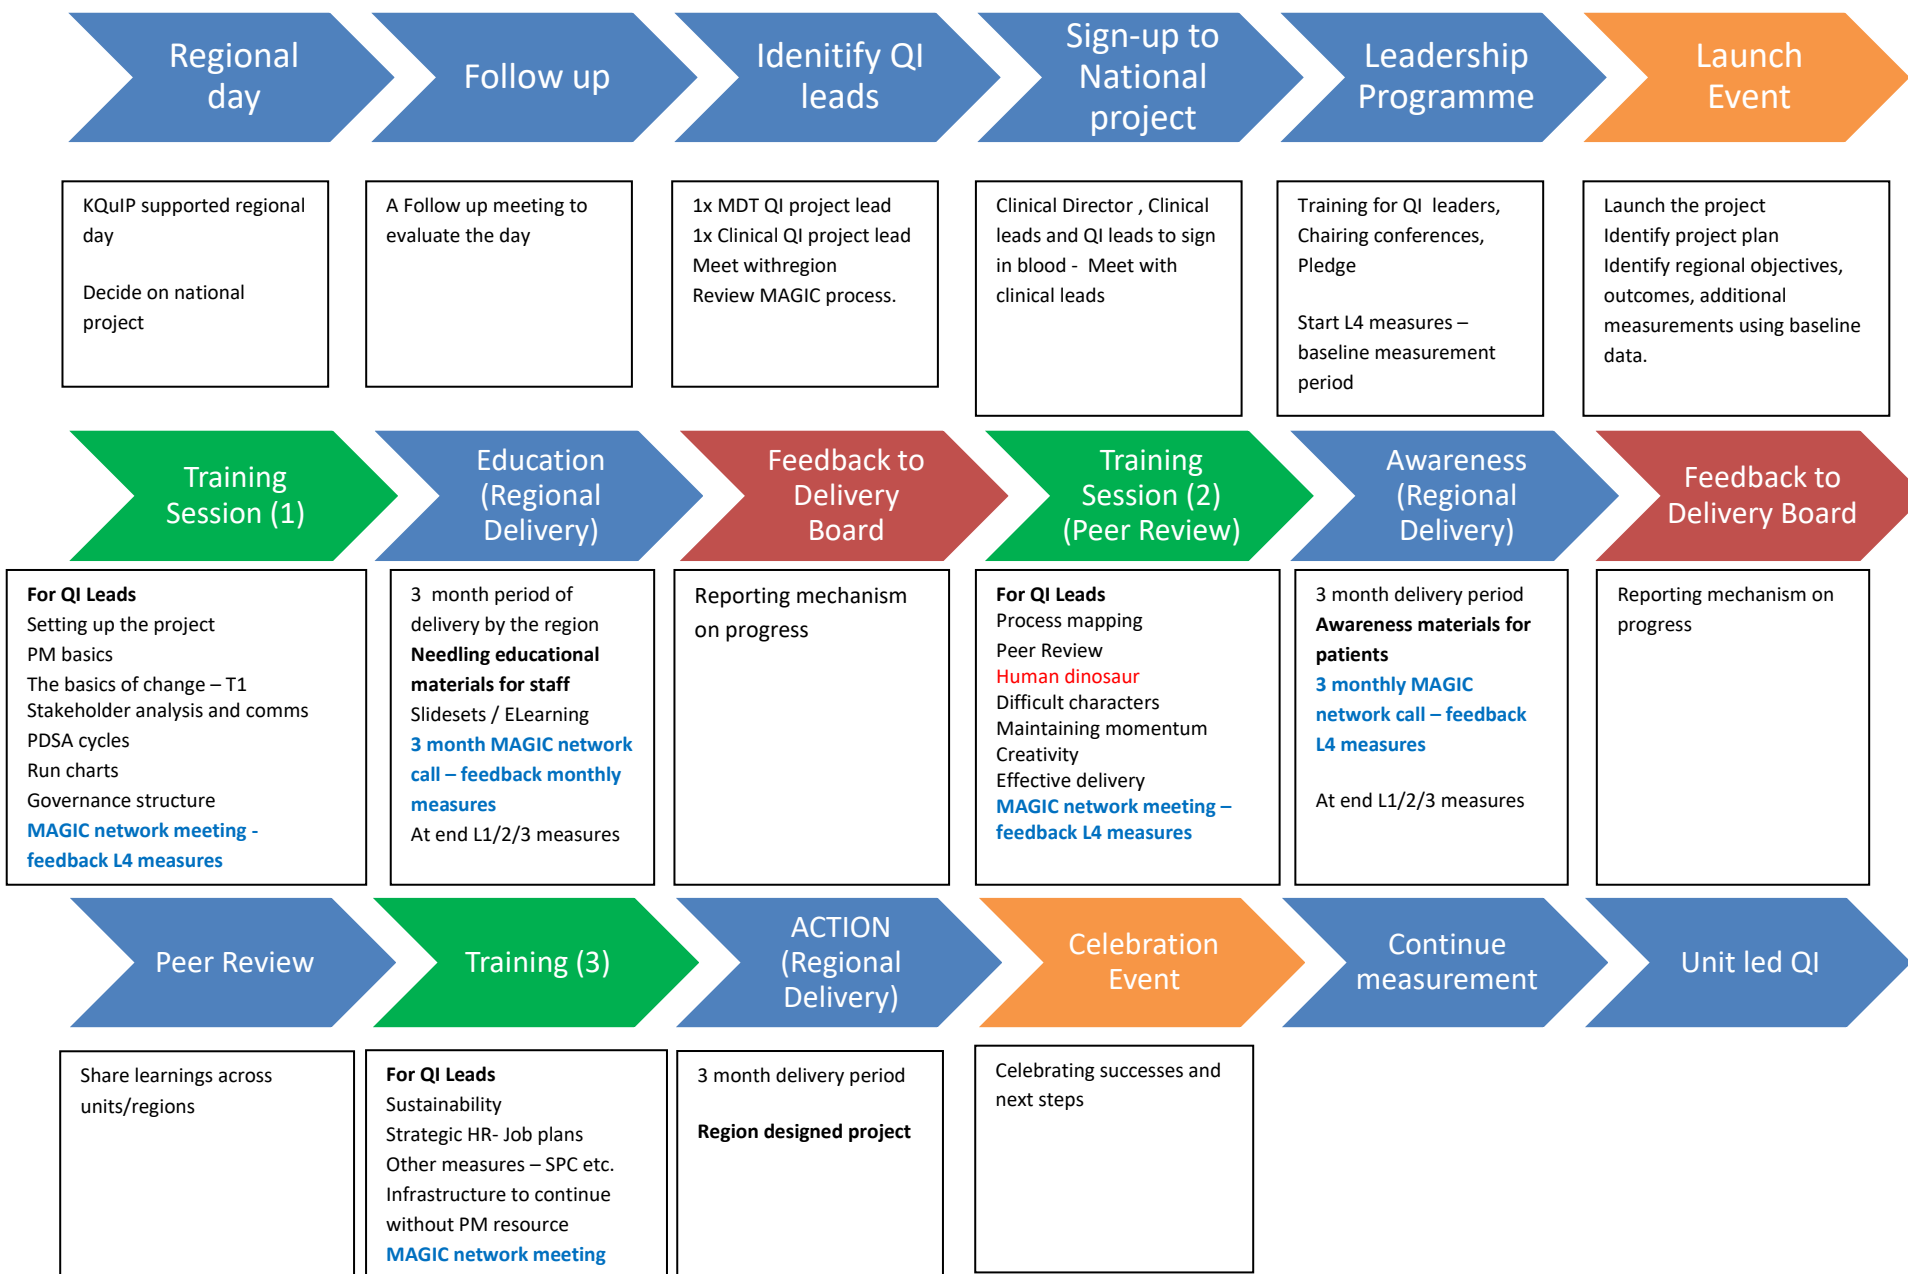 Regional
day
Follow up
Idenitify QI
leads
Sign-up to
National
project
Leadership
Programme
Launch
Event
KQuIP supported regional
day
Decide on national
project
A Follow up meeting to
evaluate the day
1x MDT QI project lead
1x Clinical QI project lead
Meet withregion
Review MAGIC process.
Clinical Director , Clinical
leads and QI leads to sign
in blood -  Meet with
clinical leads
Training for QI  leaders,
Chairing conferences,
Pledge
Start L4 measures –
baseline measurement
period
Launch the project
Identify project plan
Identify regional objectives,
outcomes, additional
measurements using baseline
data.
Training
Session (1)
Education
(Regional
Delivery)
Feedback to
Delivery
Board
Training
Session (2)
(Peer Review)
Awareness
(Regional
Delivery)
Feedback to
Delivery Board
For QI Leads
Setting up the project
PM basics
The basics of change – T1
Stakeholder analysis and comms
PDSA cycles
Run charts
Governance structure
MAGIC network meeting -
feedback L4 measures
3  month period of
delivery by the region
Needling educational
materials for staff
Slidesets / ELearning
3 month MAGIC network
call – feedback monthly
measures
At end L1/2/3 measures
Reporting mechanism
on progress
For QI Leads
Process mapping
Peer Review
Human dinosaur
Difficult characters
Maintaining momentum
Creativity
Effective delivery
MAGIC network meeting –
feedback L4 measures
3 month delivery period
Awareness materials for
patients
3 monthly MAGIC
network call – feedback
L4 measures
At end L1/2/3 measures
Reporting mechanism on
progress
Peer Review
Training (3)
ACTION
(Regional
Delivery)
Celebration
Event
Continue
measurement
Unit led QI
Share learnings across
units/regions
For QI Leads
Sustainability
Strategic HR- Job plans
Other measures – SPC etc.
Infrastructure to continue
without PM resource
MAGIC network meeting
3 month delivery period
Region designed project
Celebrating successes and
next steps